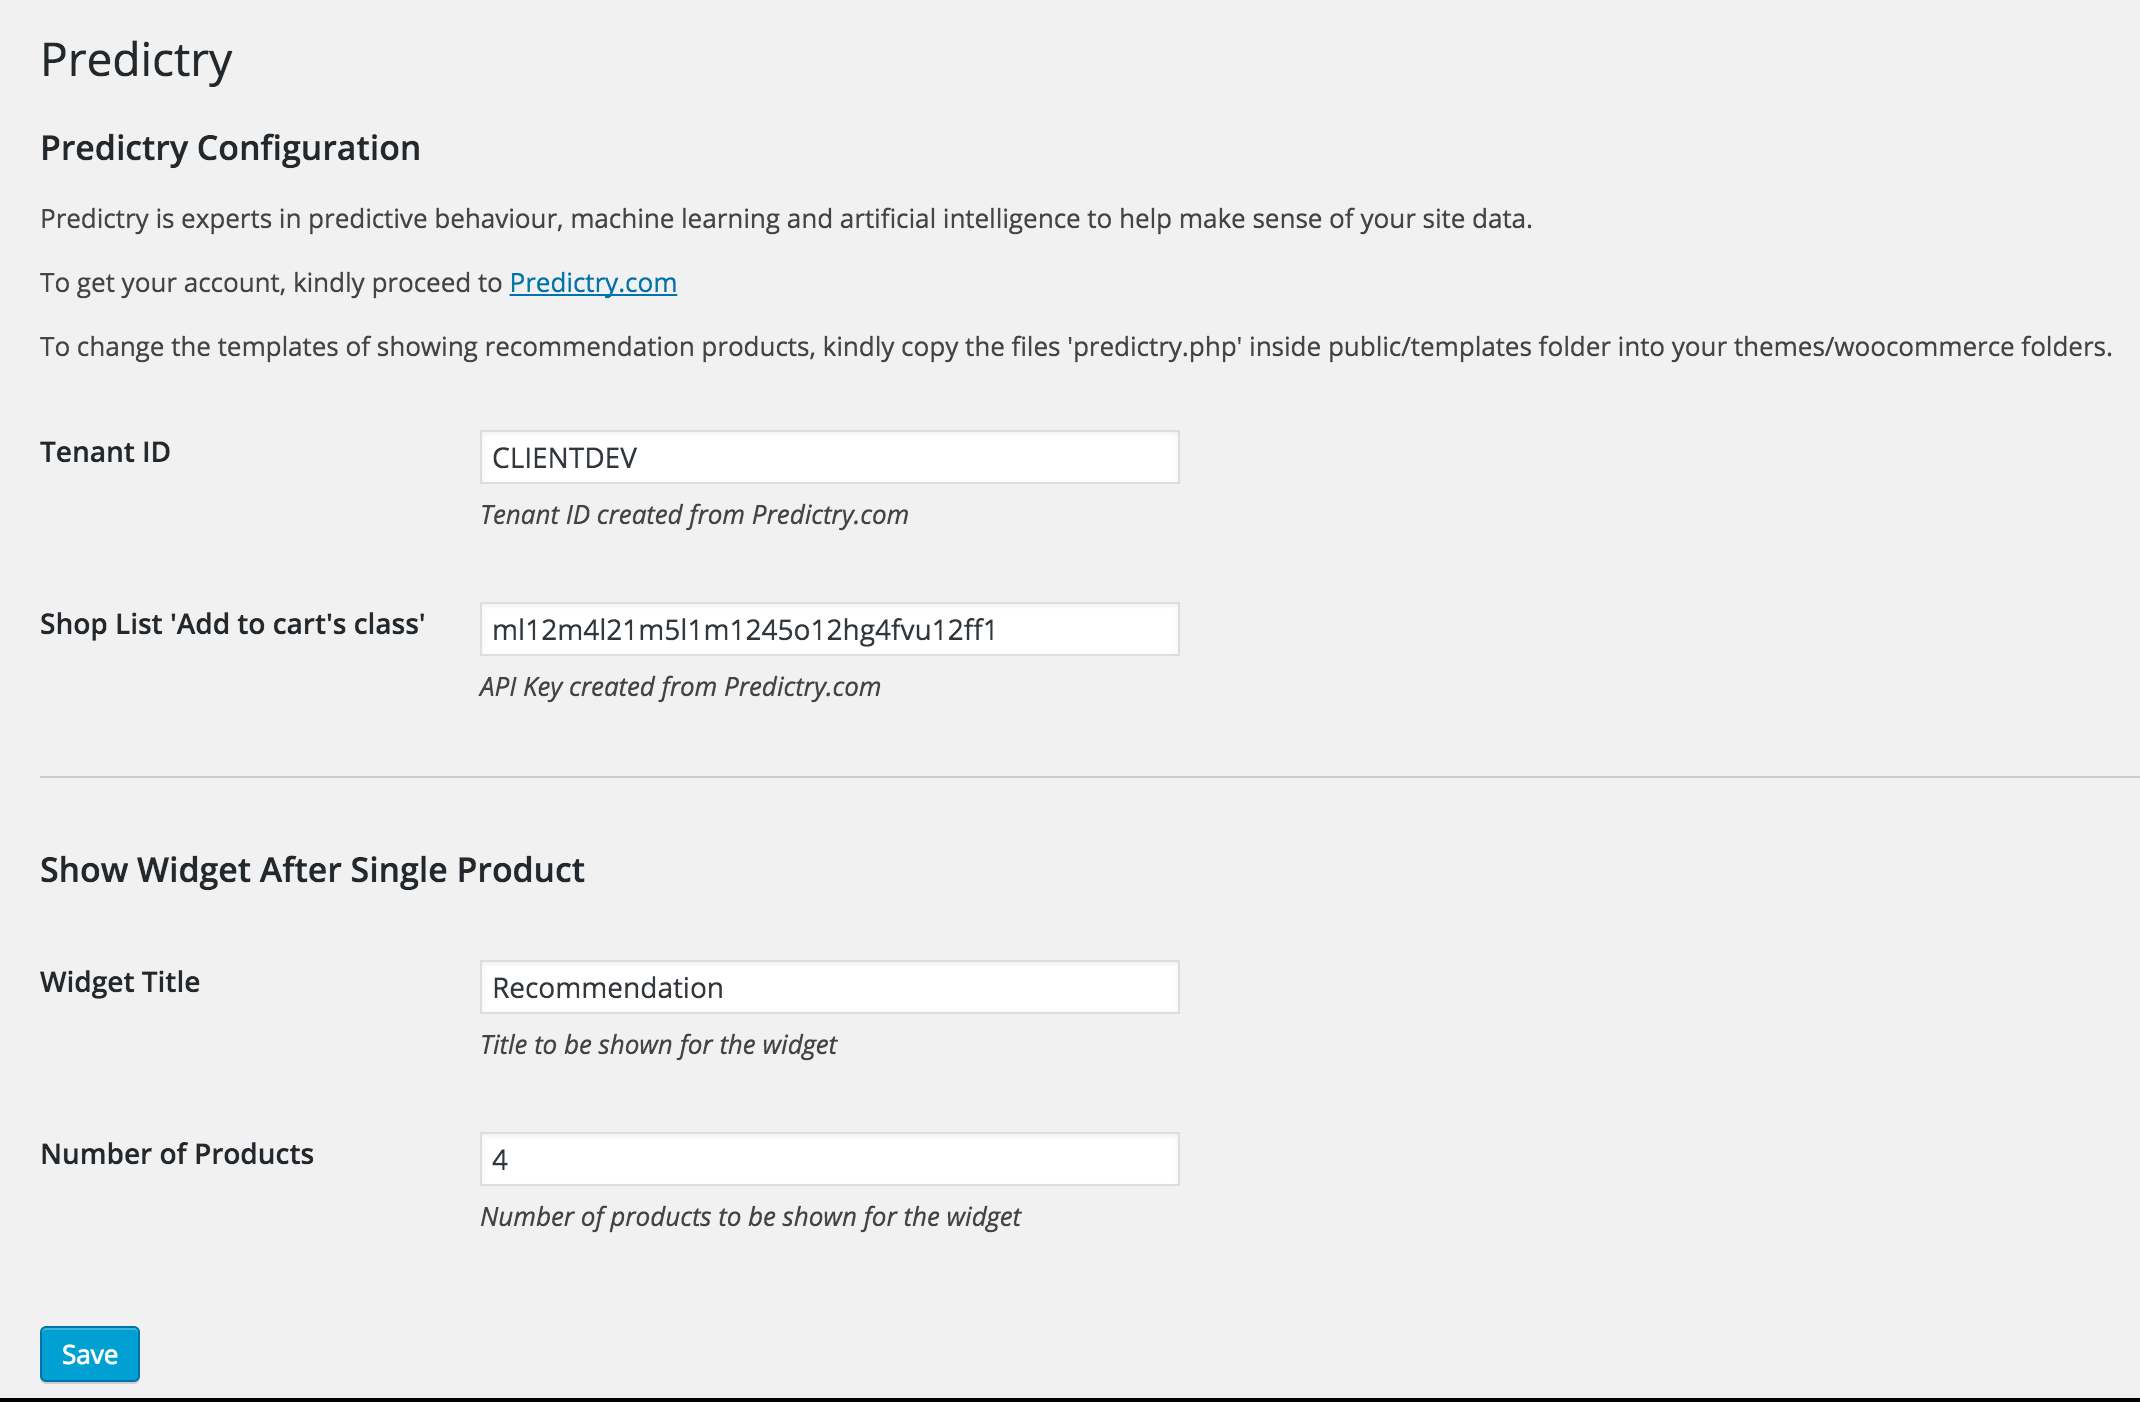 Predictry
Predictry Configuration
Predictry is experts in predictive behaviour, machine learning and artificial intelligence to help make sense of your site data.
To get your account, kindly proceed to Predictry.com
To change the templates of showing recommendation products, kindly copy the files 'predictry.php' inside public/templates folder into your themes/woocommerce folders.
Tenant ID
CLIENTDEV
Tenant ID created from Predictry.com
Shop List 'Add to cart's class'
ml12m4l21m5l1m1245o12hg4fvu12ff1
API Key created from Predictry.com
Show Widget After Single Product
Widget Title
Recommendation
Title to be shown for the widget
Number of Products
4
Number of products to be shown for the widget
Save